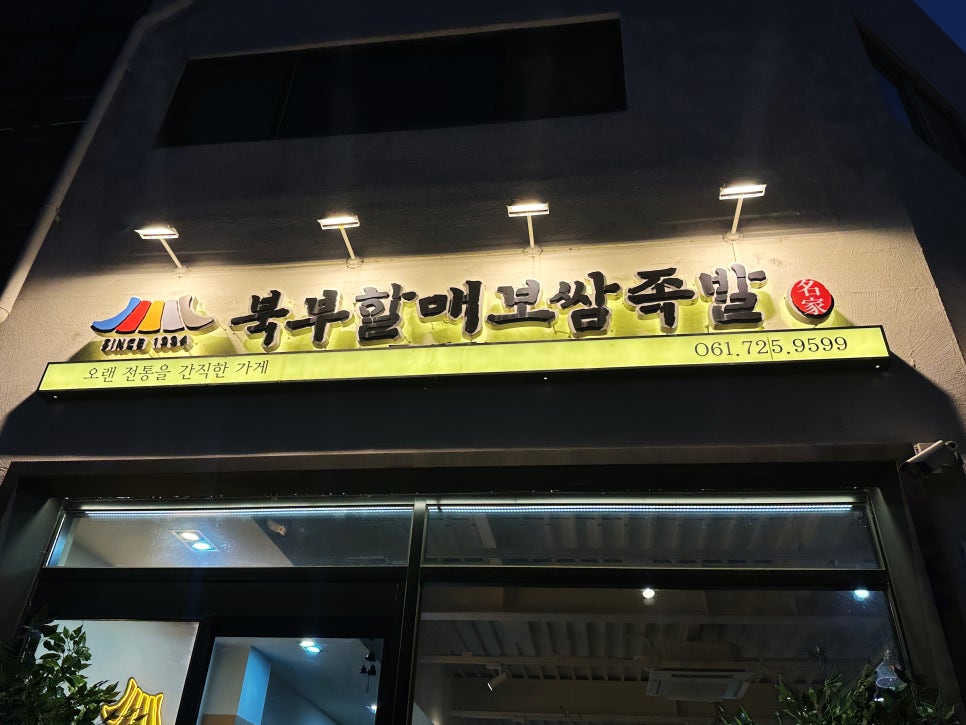 SINCE 1994
북부할매보쌈족발
名家
오랜 전통을 간직한 가게
061.725.9599